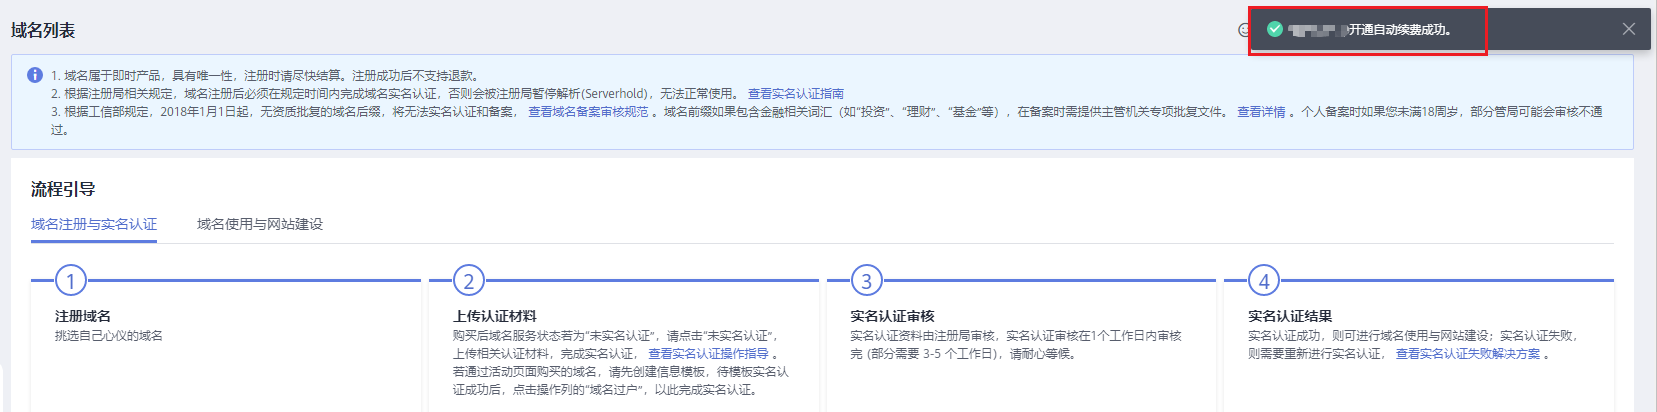 域名列表
开通自动续费成功。
1. 域名属于即时产品，具有唯一性，注册时请尽快结算。注册成功后不支持退款。
2. 根据注册局相关规定，域名注册后必须在规定时间内完成域名实名认证，否则会被注册局暂停解析(Serverhold)，无法正常使用。 查看实名认证指南
3. 根据工信部规定，2018年1月1日起，无资质批复的域名后缀，将无法实名认证和备案， 查看域名备案审核规范 。域名前缀如果包含金融相关词汇（如“投资”、“理财”、“基金”等），在备案时需提供主管机关专项批复文件。 查看详情 。个人备案时如果您未满18周岁，部分管局可能会审核不通
过。
流程引导
域名注册与实名认证
域名使用与网站建设
1
注册域名
挑选自己心仪的域名
2
上传认证材料
购买后域名服务状态若为“未实名认证”，请点击“未实名认证”，
上传相关认证材料，完成实名认证， 查看实名认证操作指导 。
若通过活动页面购买的域名，请先创建信息模板，待模板实名认
证成功后，点击操作列的“域名过户”，以此完成实名认证。
3
实名认证审核
实名认证资料由注册局审核，实名认证审核在1个工作日内审核
完 (部分需要 3-5 个工作日)，请耐心等候。
4
实名认证结果
实名认证成功，则可进行域名使用与网站建设；实名认证失败，
则需要重新进行实名认证， 查看实名认证失败解决方案 。